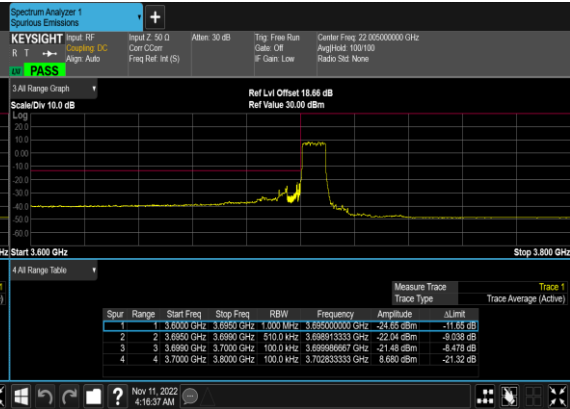 Spectrum Analyzer 1
Spurious Emissions
KEYSIGHT Input: RF Input Z: 50 Ω Atten: 30 dB Trig: Free Run Center Freq: 22.005000000 GHz
R T Coupling: DC Corr CCorr Gate: Off Avg|Hold: 100/100
Align: Auto Freq Ref: Int (S) IF Gain: Low Radio Std: None
PASS
3 All Range Graph
Ref Lvl Offset 18.66 dB
Scale/Div 10.0 dB Ref Value 30.00 dBm
Log
20.0
10.0
0.00
-10.0
-20.0
-30.0
-40.0
-50.0
-60.0
Hz Start 3.600 GHz Stop 3.800 GHz
4 All Range Table
Measure Trace Trace 1
Trace Type Trace Average (Active)
Spur Range Start Freq Stop Freq RBW Frequency Amplitude ΔLimit
1 1 3.6000 GHz 3.6950 GHz 1.000 MHz 3.695000000 GHz -24.65 dBm -11.65 dB
2 2 3.6950 GHz 3.6990 GHz 510.0 kHz 3.698913333 GHz -22.04 dBm -9.038 dB
3 3 3.6990 GHz 3.7000 GHz 100.0 kHz 3.699986667 GHz -21.48 dBm -8.478 dB
4 4 3.7000 GHz 3.8000 GHz 100.0 kHz 3.702833333 GHz 8.680 dBm -21.32 dB
? Nov 11, 2022
4:16:37 AM